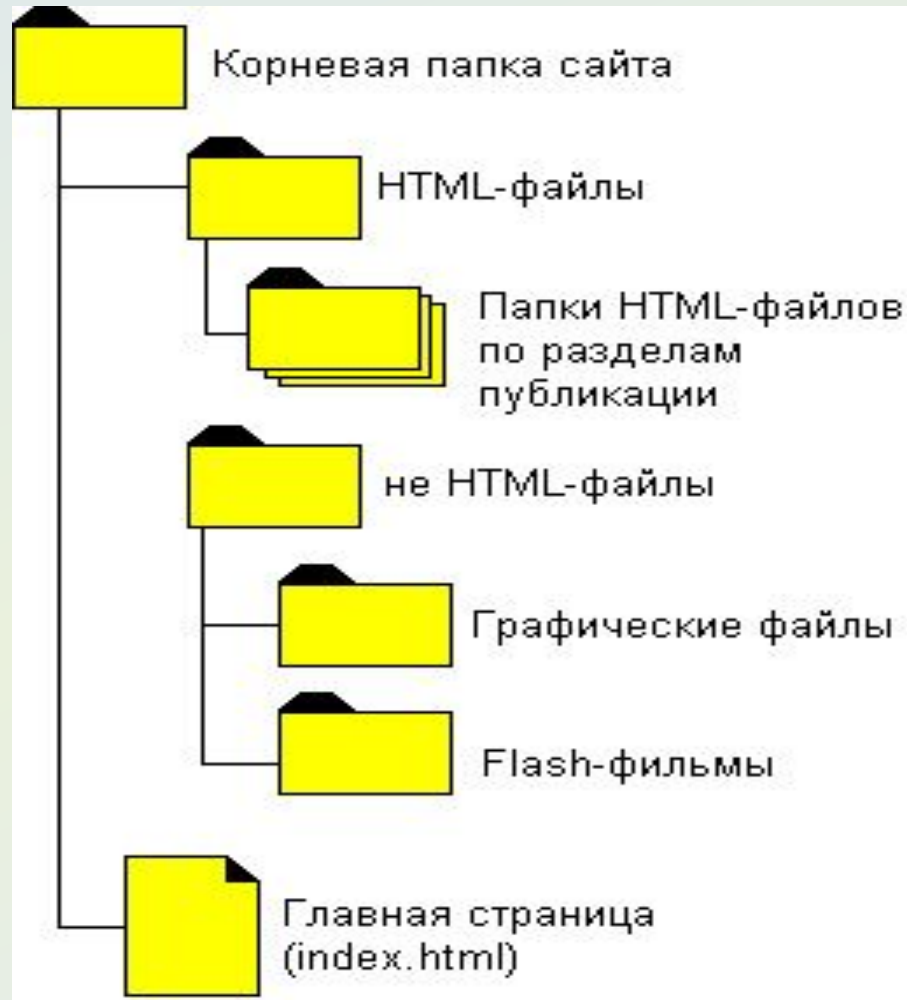 Корневая папка сайта
HTML-файлы
Папки HTML-файлов
по разделам
публикации
не HTML-файлы
Графические файлы
Flash-фильмы
Главная страница
(index.html)